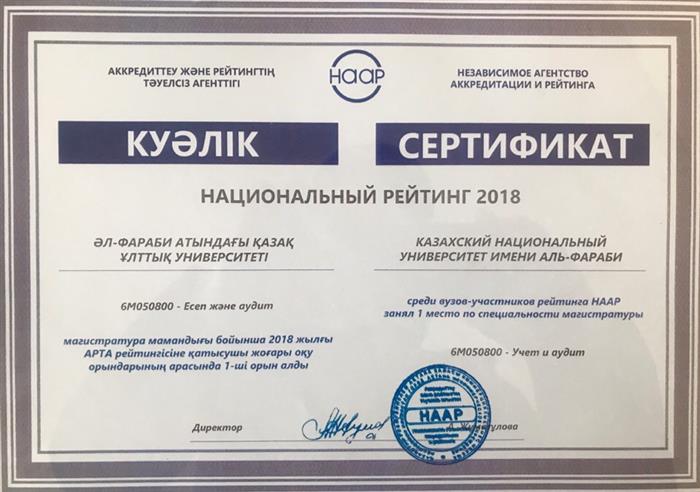 АККРЕДИТТЕУ ЖӘНЕ РЕЙТИНГТІҢ
ТӘУЕЛСІЗ АГЕНТТІГІ
НААР
НЕЗАВИСИМОЕ АГЕНТСТВО
АККРЕДИТАЦИИ И РЕЙТИНГА
КУӘЛІК
СЕРТИФИКАТ
НАЦИОНАЛЬНЫЙ РЕЙТИНГ 2018
ӘЛ-ФАРАБИ АТЫНДАҒЫ ҚАЗАҚ
ҰЛТТЫҚ УНИВЕРСИТЕТІ
6М050800 - Есеп және аудит
магистратура мамандығы бойынша 2018 жылғы
АРТА рейтингісіне қатысушы жоғары оқу
орындарының арасында 1-ші орын алды
КАЗАХСКИЙ НАЦИОНАЛЬНЫЙ
УНИВЕРСИТЕТ ИМЕНИ АЛЬ-ФАРАБИ
среди вузов-участников рейтинга НААР
занял 1 место по специальности магистратуры
6М050800 - Учет и аудит
Директор
НААР
А.